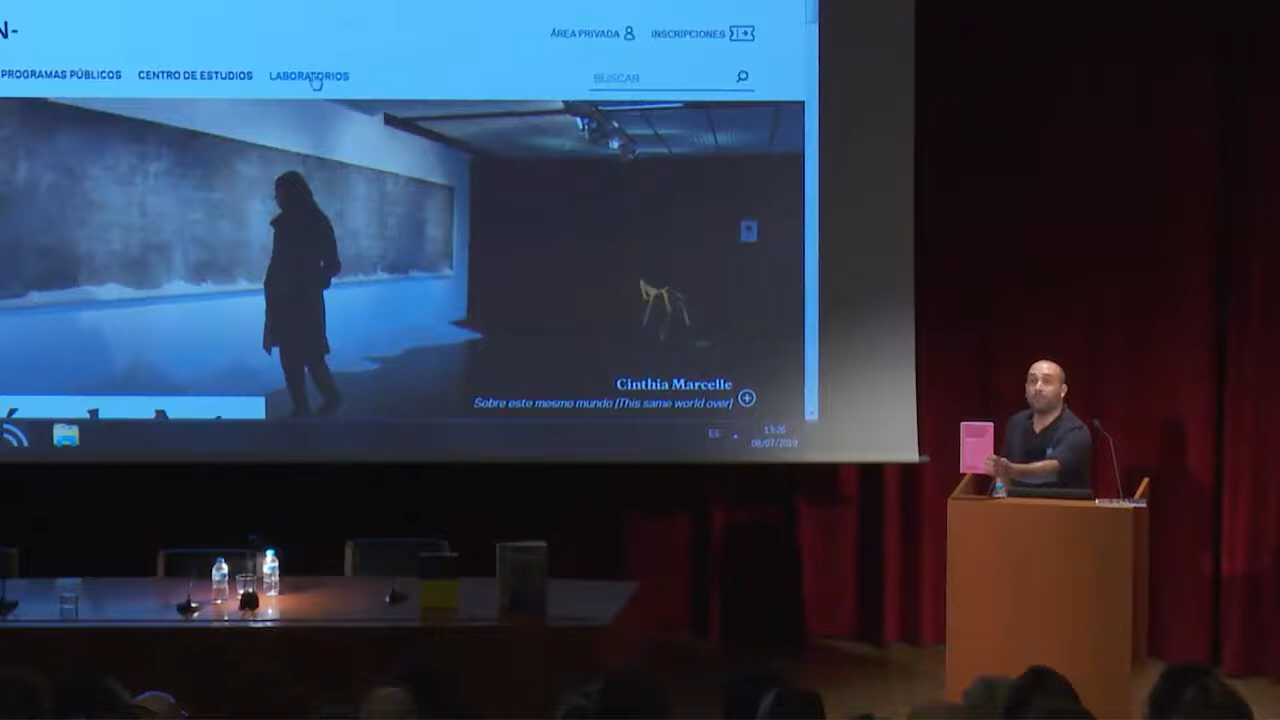 N-
ÁREA PRIVADA
INSCRIPCIONES
PROGRAMAS PÚBLICOS
CENTRO DE ESTUDIOS
LABORATORIOS
BUSCAR
Cinthia Marcelle
Sobre este mesmo mundo [This same world over]
ES
13:26
08/07/2019